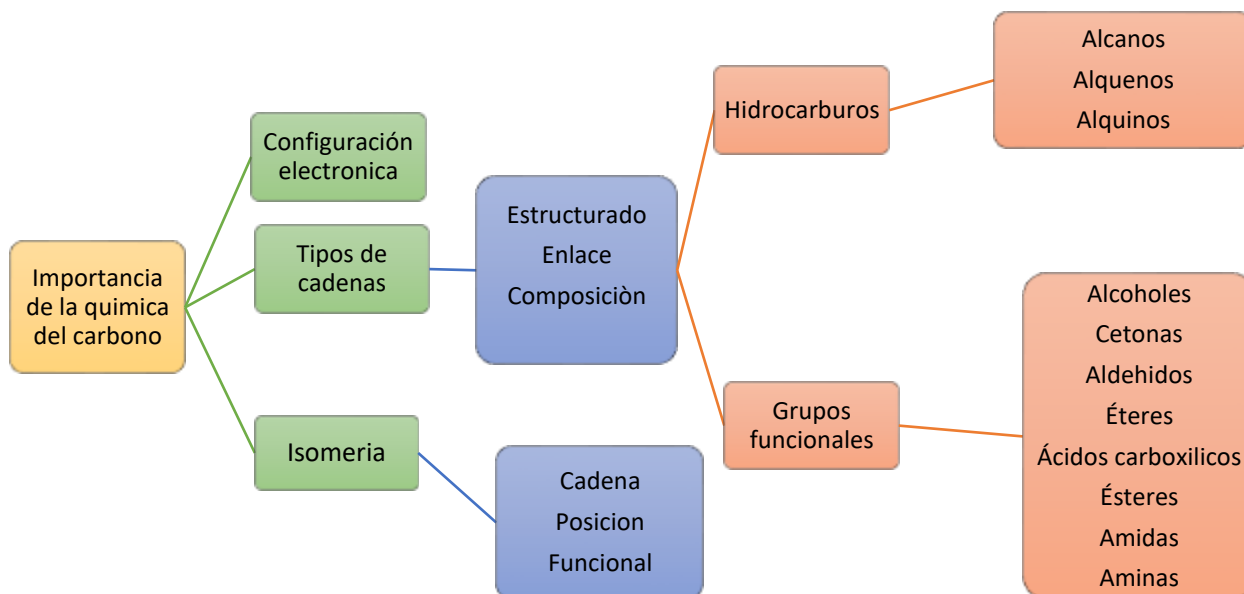 Importancia
de la quimica
del carbono
Configuración
electronica
Tipos de
cadenas
Isomeria
Estructurado
Enlace
Composiciòn
Cadena
Posicion
Funcional
Hidrocarburos
Grupos
funcionales
Alcanos
Alquenos
Alquinos
Alcoholes
Cetonas
Aldehidos
Éteres
Ácidos carboxilicos
Ésteres
Amidas
Aminas